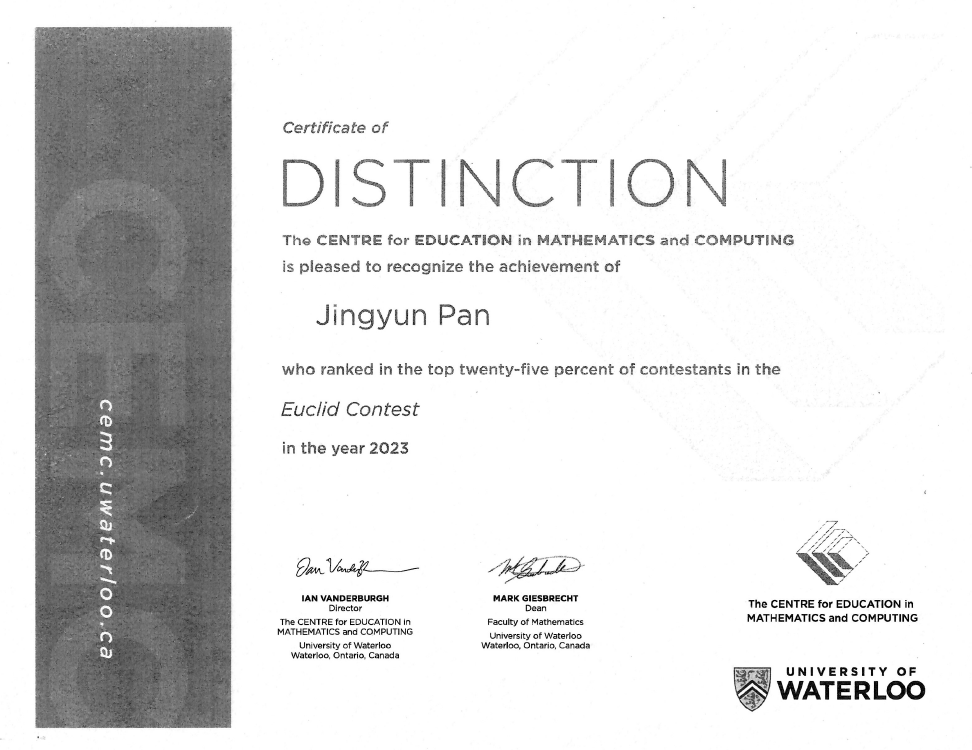 Certificate of
DISTINCTION
The CENTRE for EDUCATION in MATHEMATICS and COMPUTING
is pleased to recognize the achievement of
Jingyun Pan
who ranked in the top twenty-five percent of contestants in the
Euclid Contest
in the year 2023
CEMC
cemc.uwaterloo.ca
Ian Vanderburgh
IAN VANDERBURGH
Director
The CENTRE for EDUCATION in
MATHEMATICS and COMPUTING
University of Waterloo
Waterloo, Ontario, Canada
MARK GIESBRECHT
Dean
Faculty of Mathematics
University of Waterloo
Waterloo, Ontario, Canada
The CENTRE for EDUCATION in
MATHEMATICS and COMPUTING
UNIVERSITY OF
WATERLOO